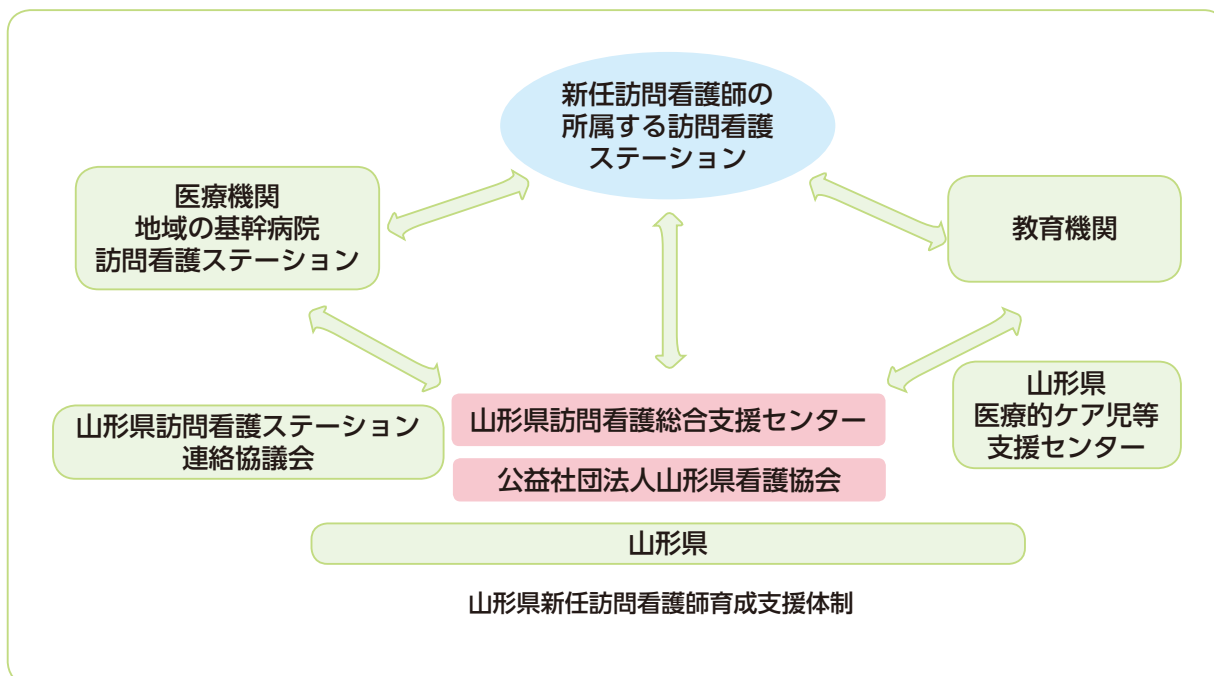 新任訪問看護師の
所属する訪問看護
ステーション
医療機関
地域の基幹病院
訪問看護ステーション
教育機関
山形県訪問看護ステーション
連絡協議会
山形県訪問看護総合支援センター
公益社団法人山形県看護協会
山形県
医療的ケア児等
支援センター
山形県
山形県新任訪問看護師育成支援体制